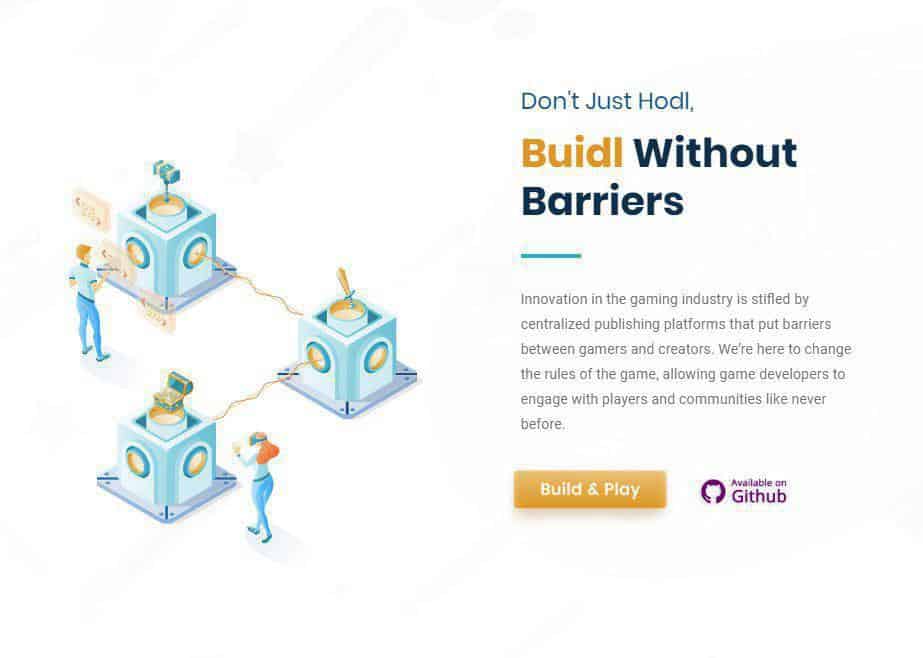 Don't Just Hodl,
Buidl Without
Barriers
Innovation in the gaming industry is stifled by
centralized publishing platforms that put barriers
between gamers and creators. We're here to change
the rules of the game, allowing game developers to
engage with players and communities like never
before.
Build & Play
Available on
Github